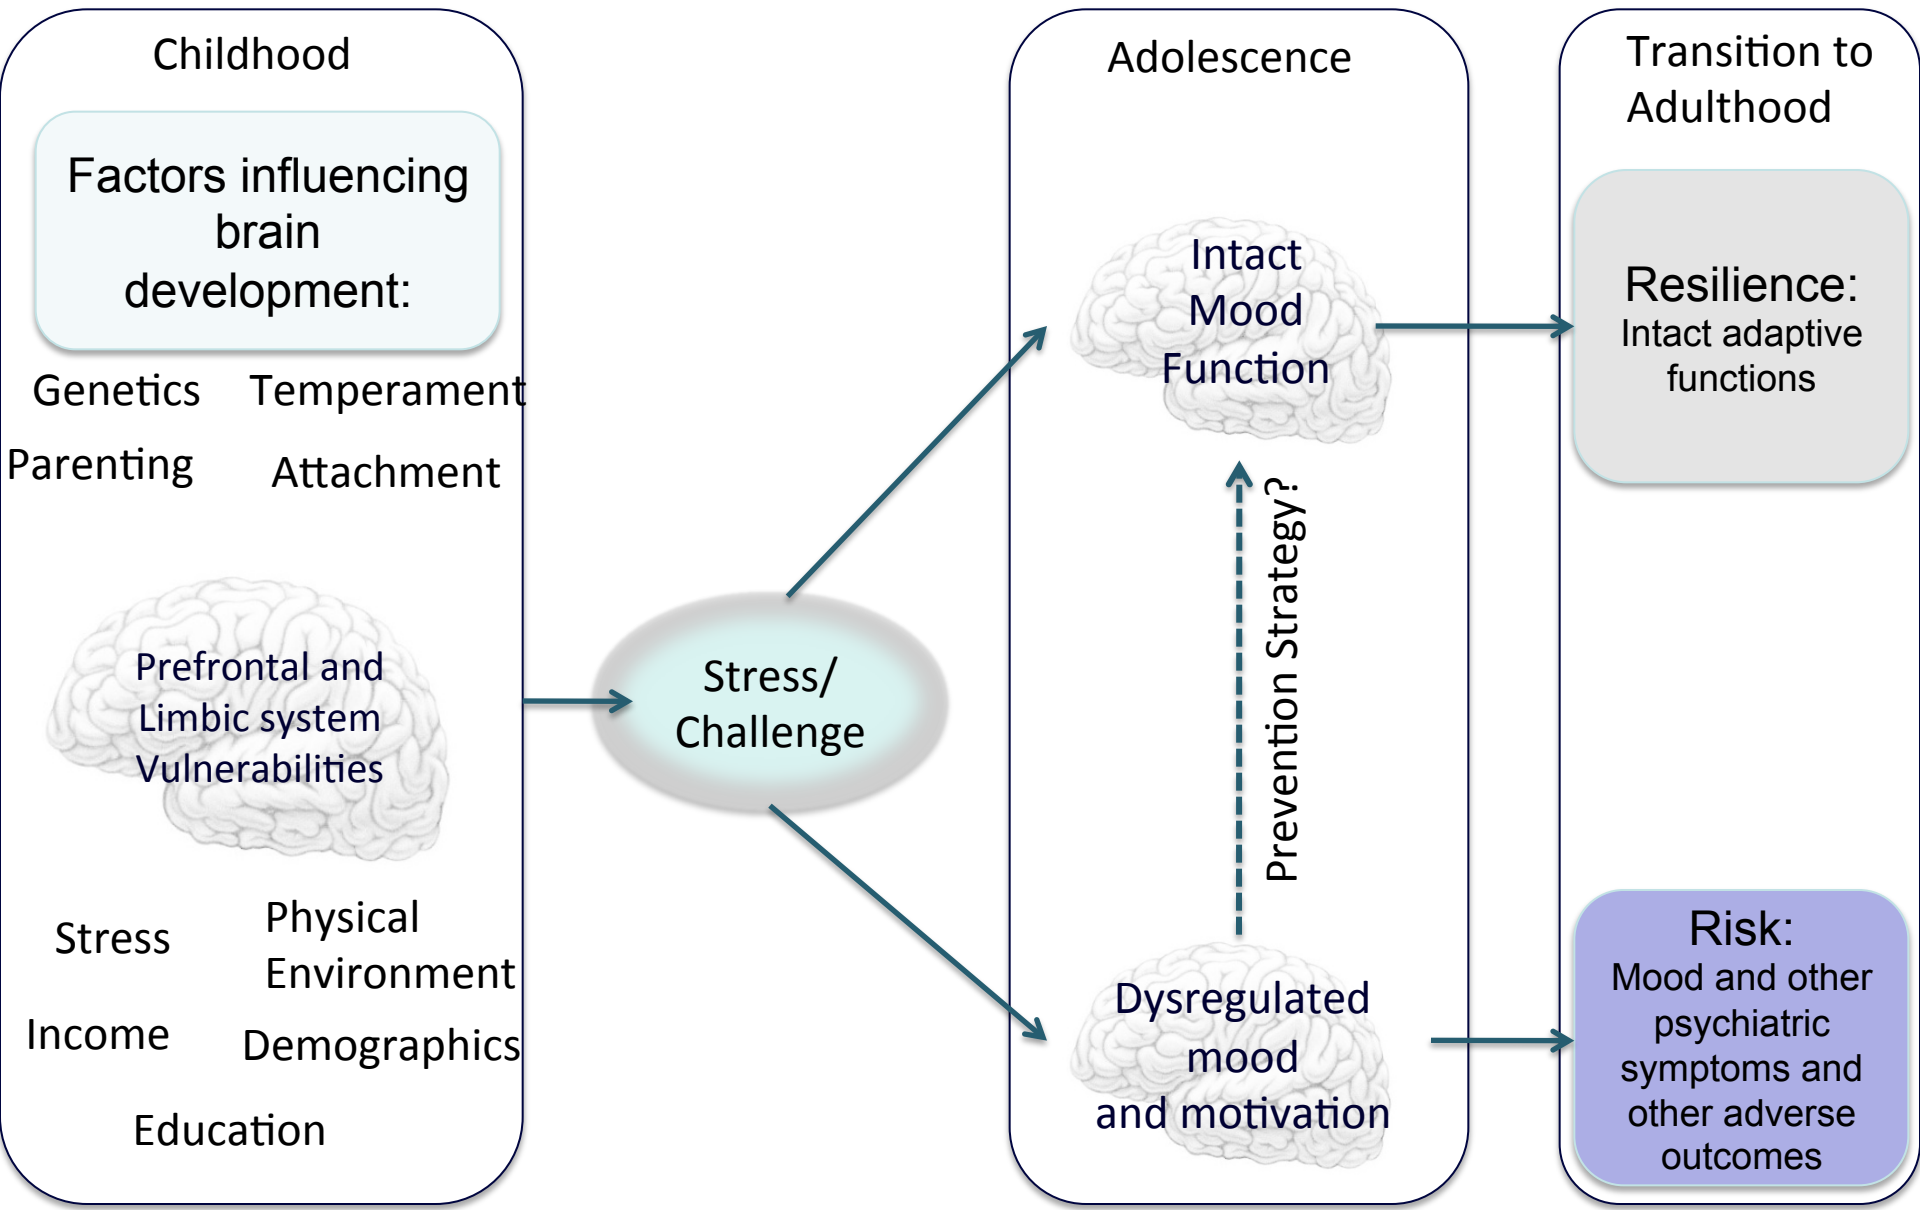 Childhood
Factors influencing
brain
development:
Genetics
Temperament
Parenting
Attachment
Prefrontal and
Limbic system
Vulnerabilities
Stress
Physical
Environment
Income
Demographics
Education
Stress/
Challenge
Adolescence
Intact
Mood
Function
Prevention Strategy?
Dysregulated
mood
and motivation
Transition to
Adulthood
Resilience:
Intact adaptive
functions
Risk:
Mood and other
psychiatric
symptoms and
other adverse
outcomes